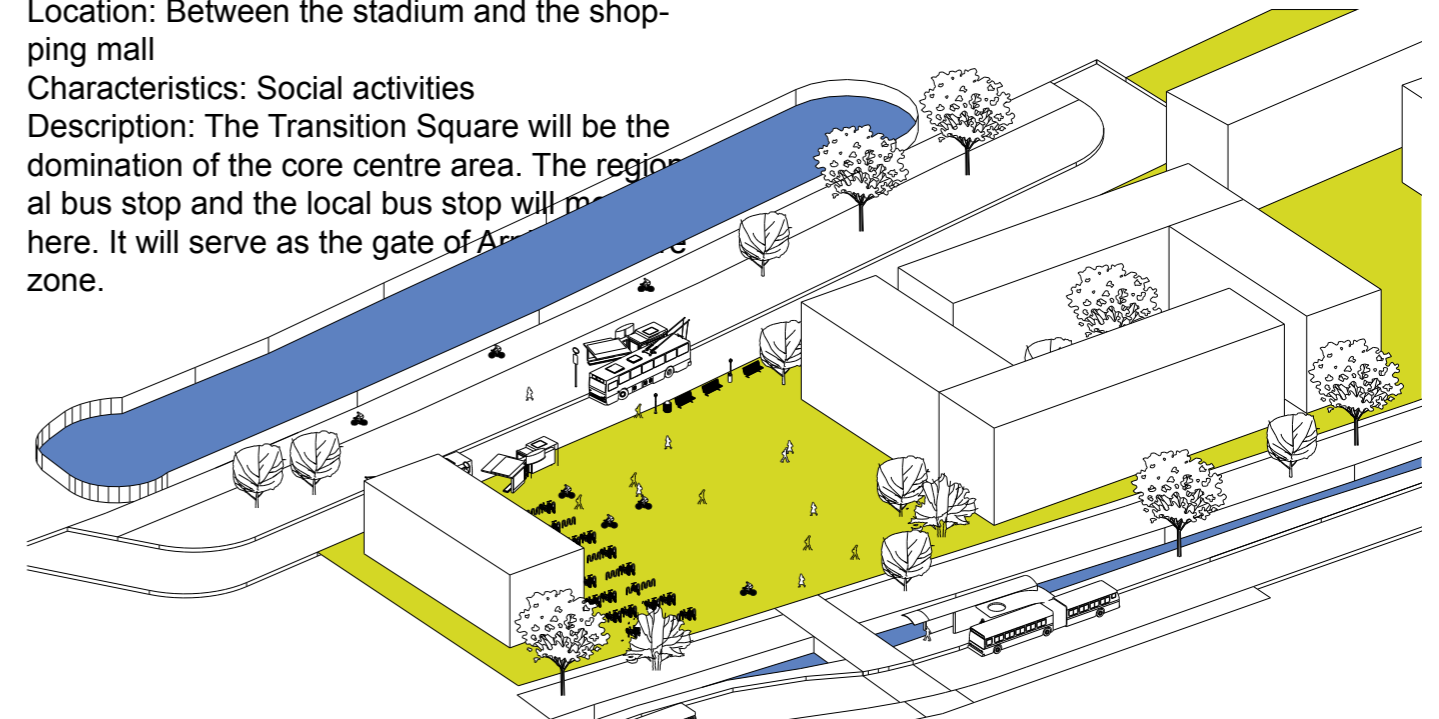 Location: Between the stadium and the shop-
ping mall
Characteristics: Social activities
Description: The Transition Square will be the
domination of the core centre area. The region-
al bus stop and the local bus stop will
here. It will serve as the gate of
zone.